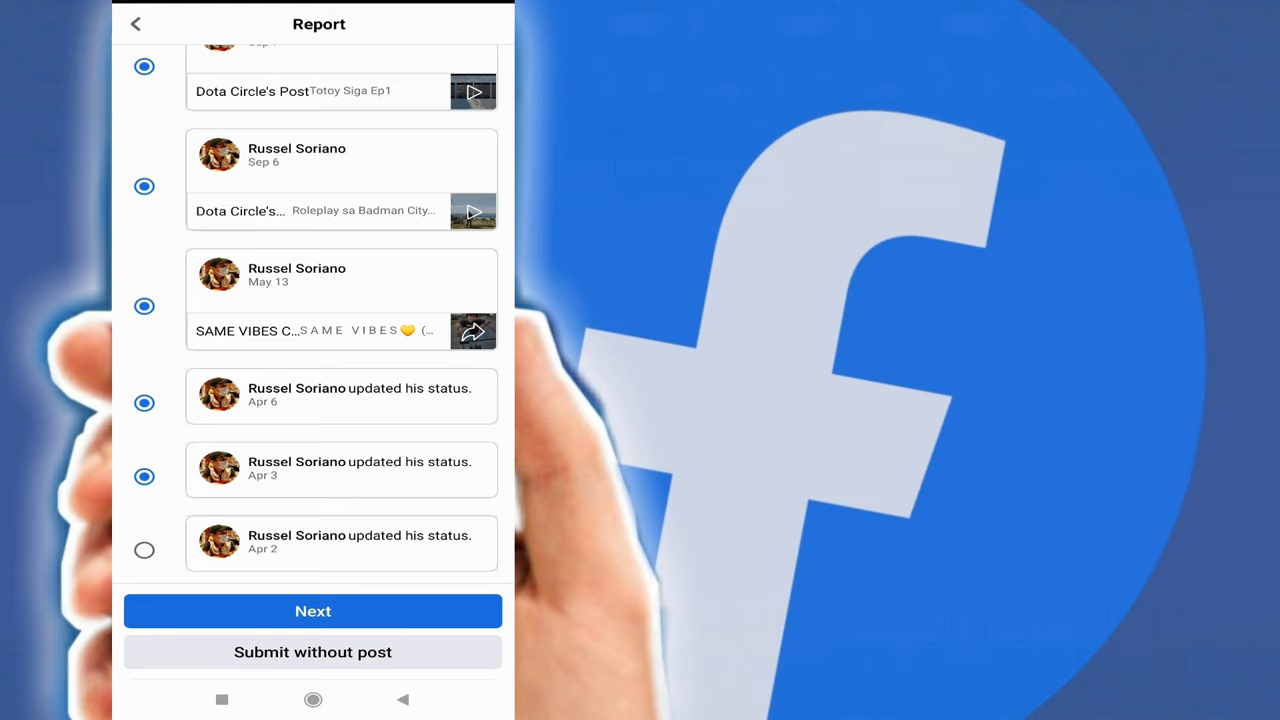 Report
Dota Circle's Post Totoy Siga Ep1
Russel Soriano
Sep 6
Dota Circle's... Roleplay sa Badman City...
Russel Soriano
May 13
SAME VIBES C... S A M E V I B E S 💛 (...
Russel Soriano updated his status.
Apr 6
Russel Soriano updated his status.
Apr 3
Russel Soriano updated his status.
Apr 2
Next
Submit without post